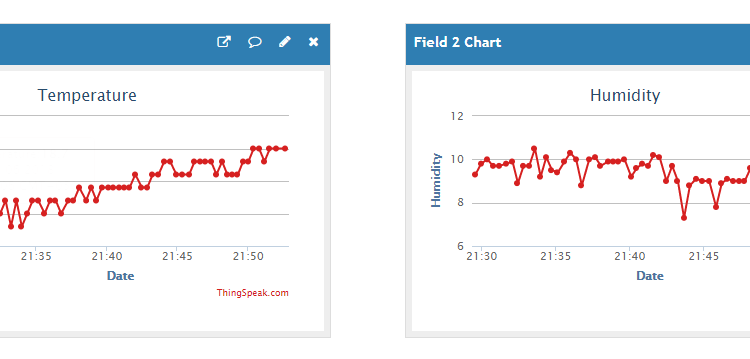 Temperature
21:35 21:40 21:45 21:50
Date
ThingSpeak.com
Field 2 Chart
Humidity
12
10
8
6
Humidity
21:30 21:35 21:40 21:45
Date